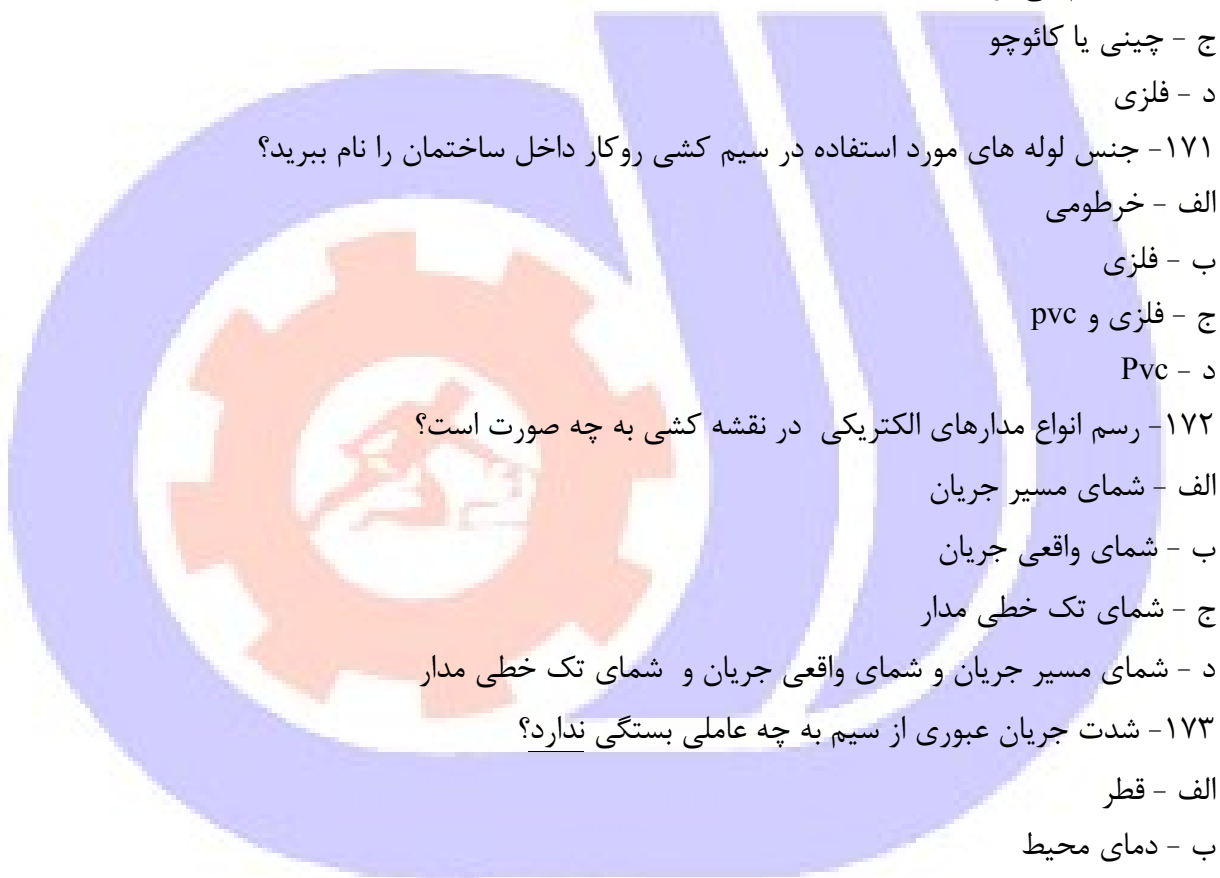 ج - چینی یا کائوچو
د - فلزی
۱۷۱- جنس لوله های مورد استفاده در سیم کشی روکار داخل ساختمان را نام ببرید؟
الف - خرطومی
ب - فلزی
ج - فلزی و pvc
د - Pvc
۱۷۲- رسم انواع مدارهای الکتریکی در نقشه کشی به چه صورت است؟
الف - شمای مسیر جریان
ب - شمای واقعی جریان
ج - شمای تک خطی مدار
د - شمای مسیر جریان و شمای واقعی جریان و شمای تک خطی مدار
۱۷۳- شدت جریان عبوری از سیم به چه عاملی بستگی ندارد؟
الف - قطر
ب - دمای محیط